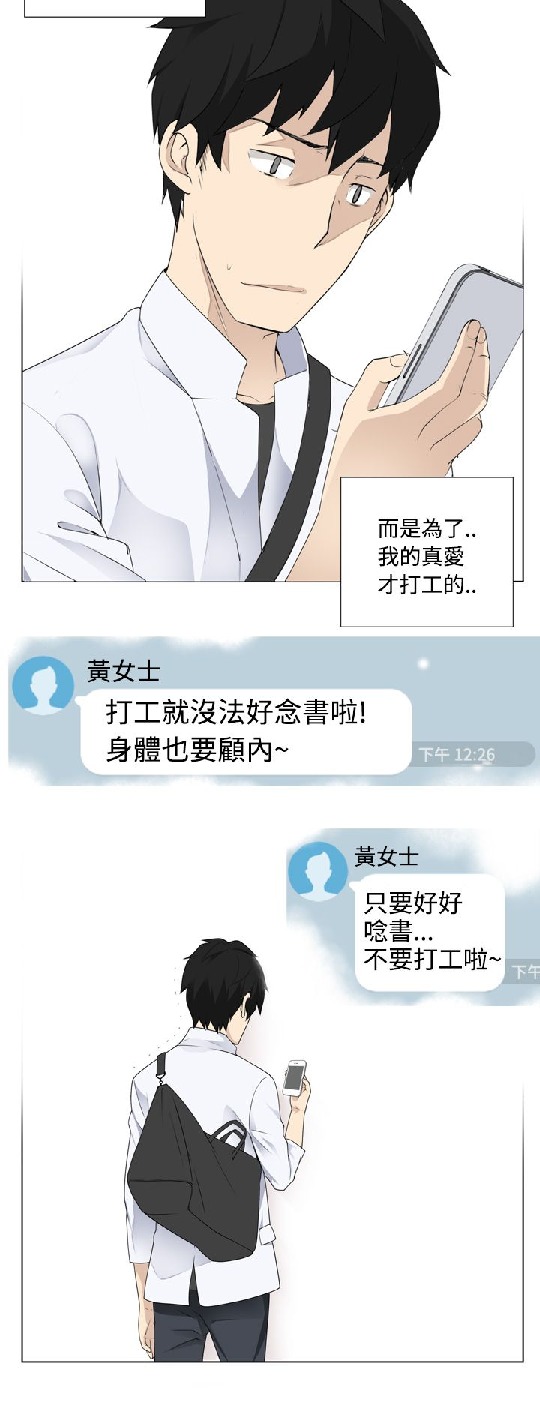 而是為了..
我的真愛
才打工的..
黃女士
打工就沒法好念書啦!
身體也要顧內~
下午 12:26
黃女士
只要好好
唸書...
不要打工啦~
下午